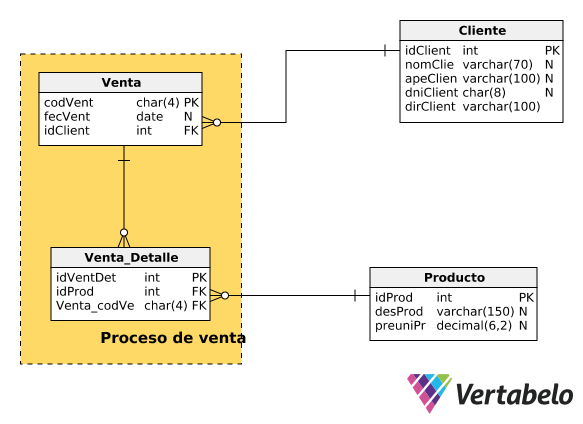 Cliente
idClient int PK
nomClie varchar(70) N
apeClien varchar(100) N
dniClient char(8) N
dirClient varchar(100)
Venta
codVent char(4) PK
fecVent date N
idClient int FK
Venta_Detalle
idVentDet int PK
idProd int FK
Venta_codVe char(4) FK
Proceso de venta
Producto
idProd int PK
desProd varchar(150) N
preuniPr decimal(6,2) N
Vertabelo